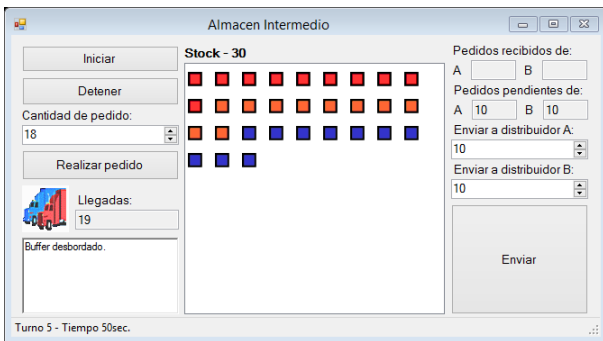 Almacen Intermedio
Iniciar
Detener
Cantidad de pedido:
18
Realizar pedido
Llegadas:
19
Buffer desbordado.
Stock - 30
Pedidos recibidos de:
A B
Pedidos pendientes de:
A 10 B 10
Enviar a distribuidor A:
10
Enviar a distribuidor B:
10
Enviar
Turno 5 - Tiempo 50sec.